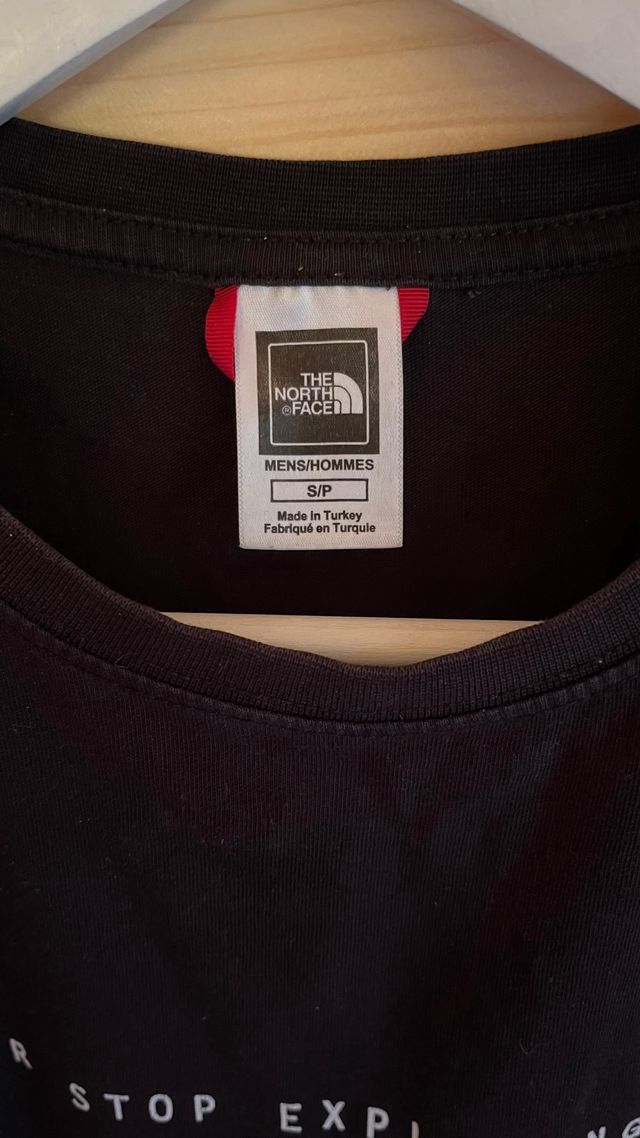 THE
NORTH
®FACE
MENS/HOMMES
S/P
Made in Turkey
Fabriqué en Turquie
R STOP